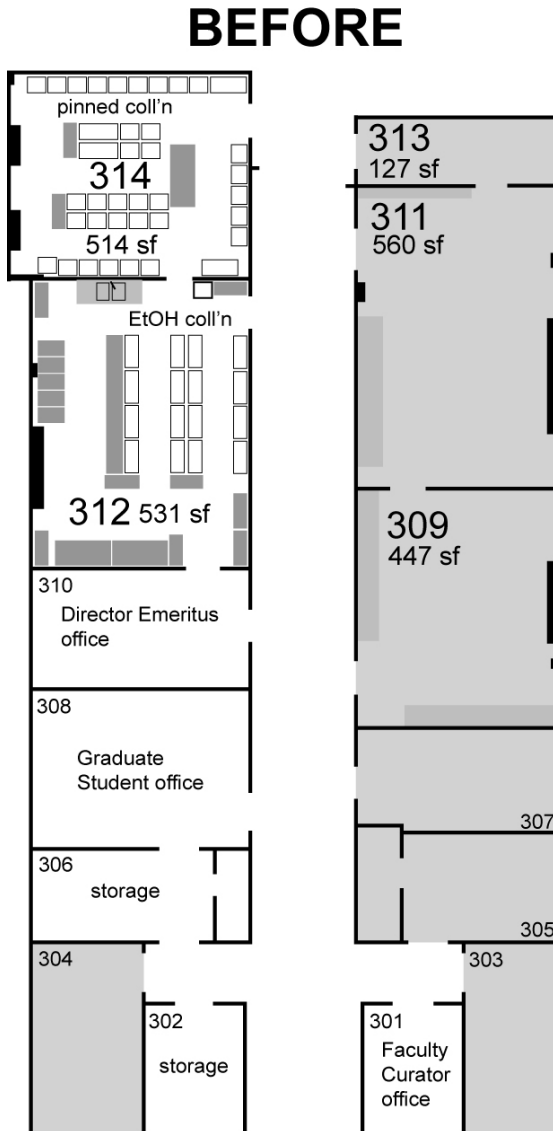 BEFORE
pinned coll'n
314
514 sf
EtOH coll'n
312 531 sf
310
Director Emeritus
office
308
Graduate
Student office
306
storage
304
302
storage
313
127 sf
311
560 sf
309
447 sf
307
305
303
301
Faculty
Curator
office